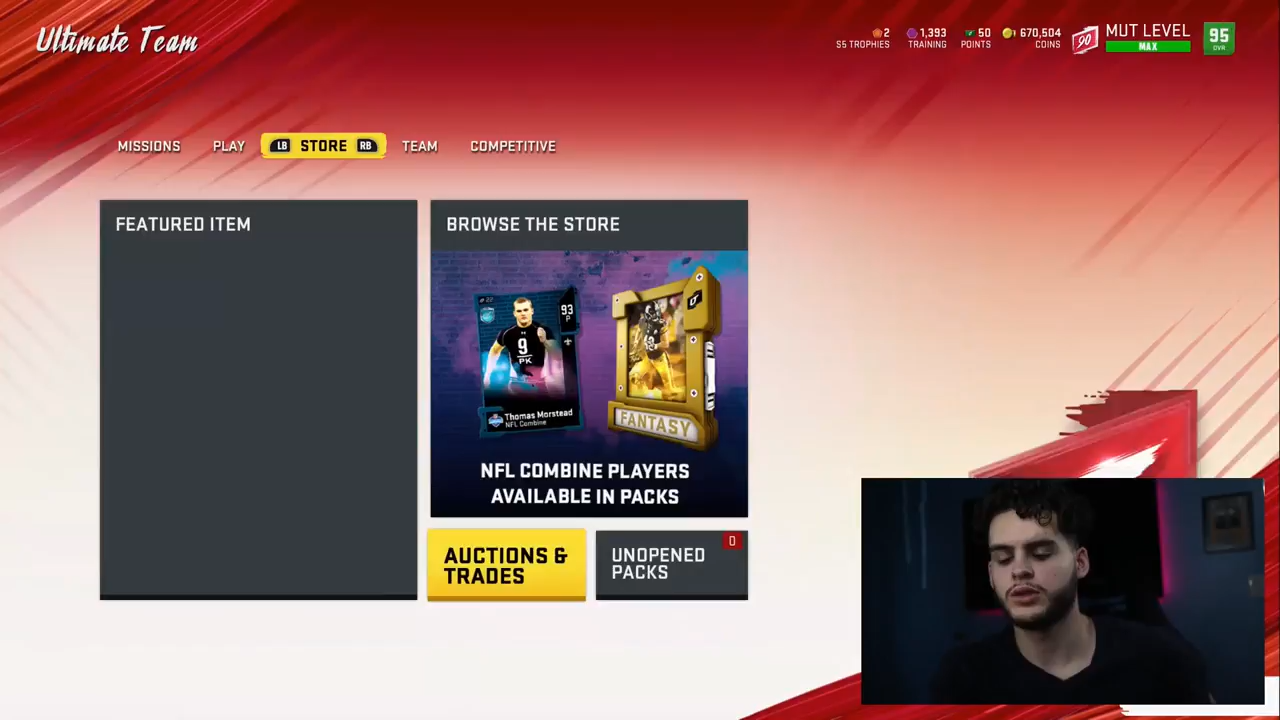 Ultimate Team
2
S5 TROPHIES
1,393
TRAINING
50
POINTS
670,504
COINS
90
MUT LEVEL
MAX
95
OVR
MISSIONS
PLAY
LB STORE RB
TEAM
COMPETITIVE
FEATURED ITEM
BROWSE THE STORE
93
P
9
PK
Thomas Morstead
NFL Combine
FANTASY
NFL COMBINE PLAYERS
AVAILABLE IN PACKS
AUCTIONS &
TRADES
0
UNOPENED
PACKS